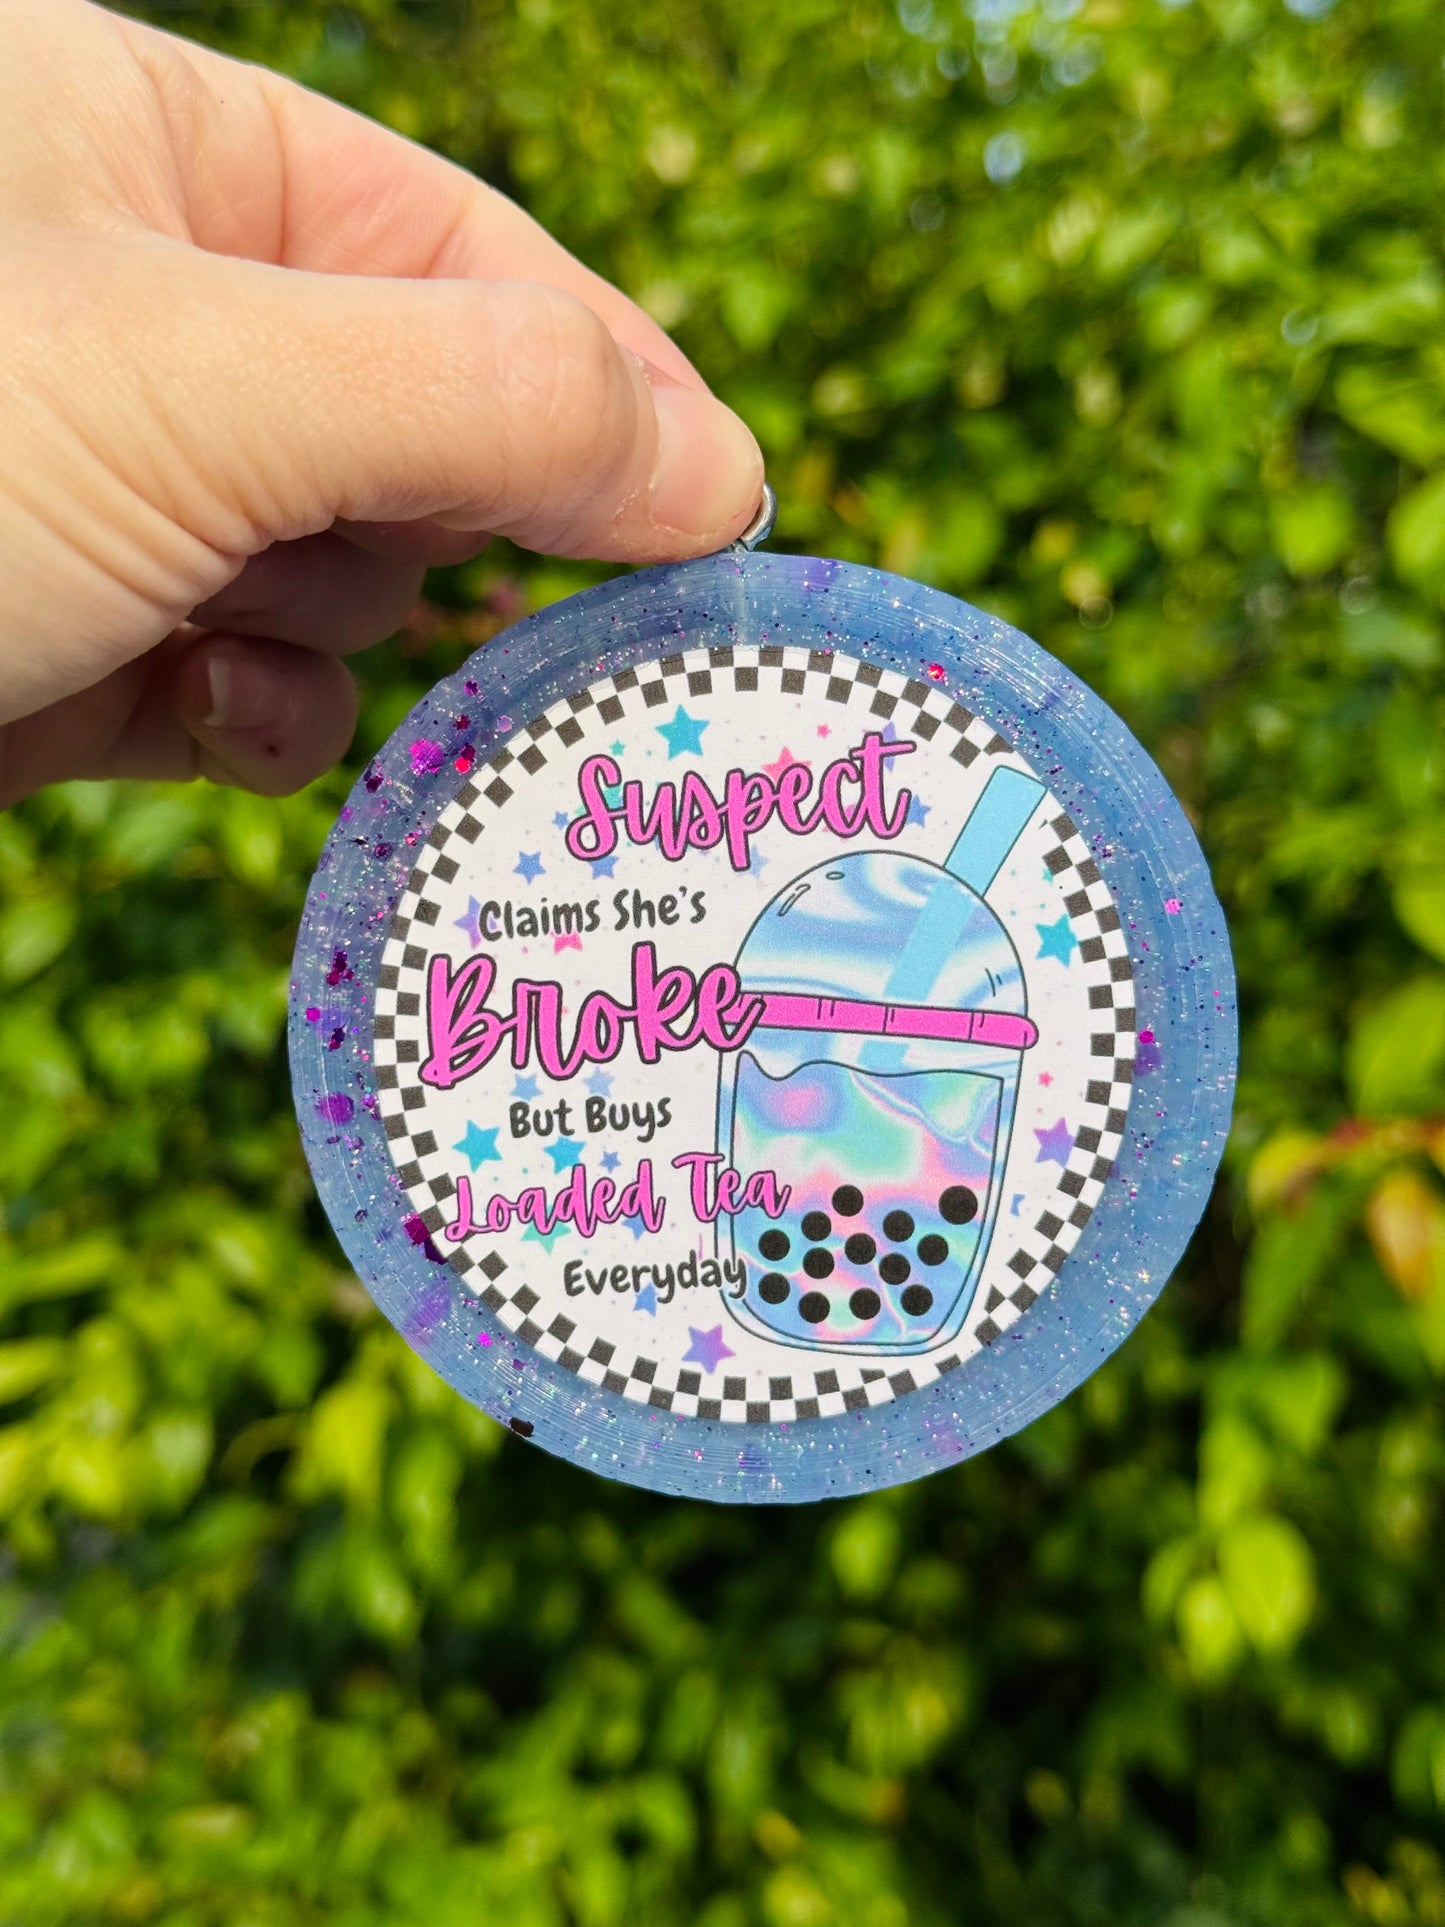 Suspect
Claims She's
Broke
But Buys
Loaded Tea
Everyday